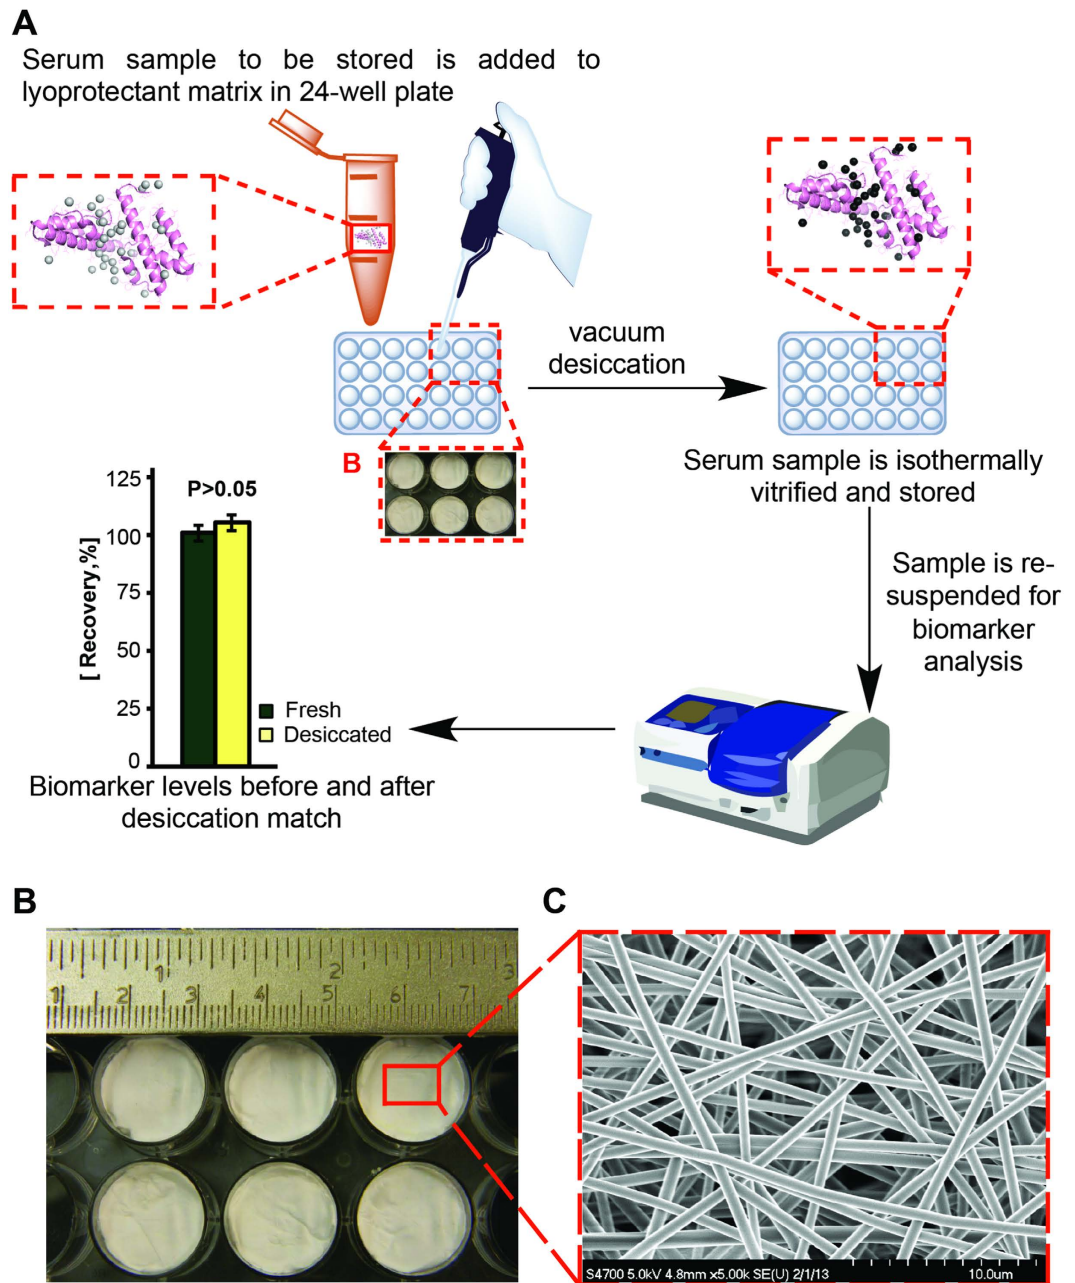 A
Serum sample to be stored is added to
lyoprotectant matrix in 24-well plate
vacuum
desiccation
B
Serum sample is isothermally
vitrified and stored
Sample is re-
suspended for
biomarker
analysis
125
100
75
50
25
0
[ Recovery,%]
P>0.05
Fresh
Desiccated
Biomarker levels before and after
desiccation match
B
1 2 3
1 2 3 4 5 6 7
C
S4700 5.0kV 4.8mm x5.00k SE(U) 2/1/13 10.0um